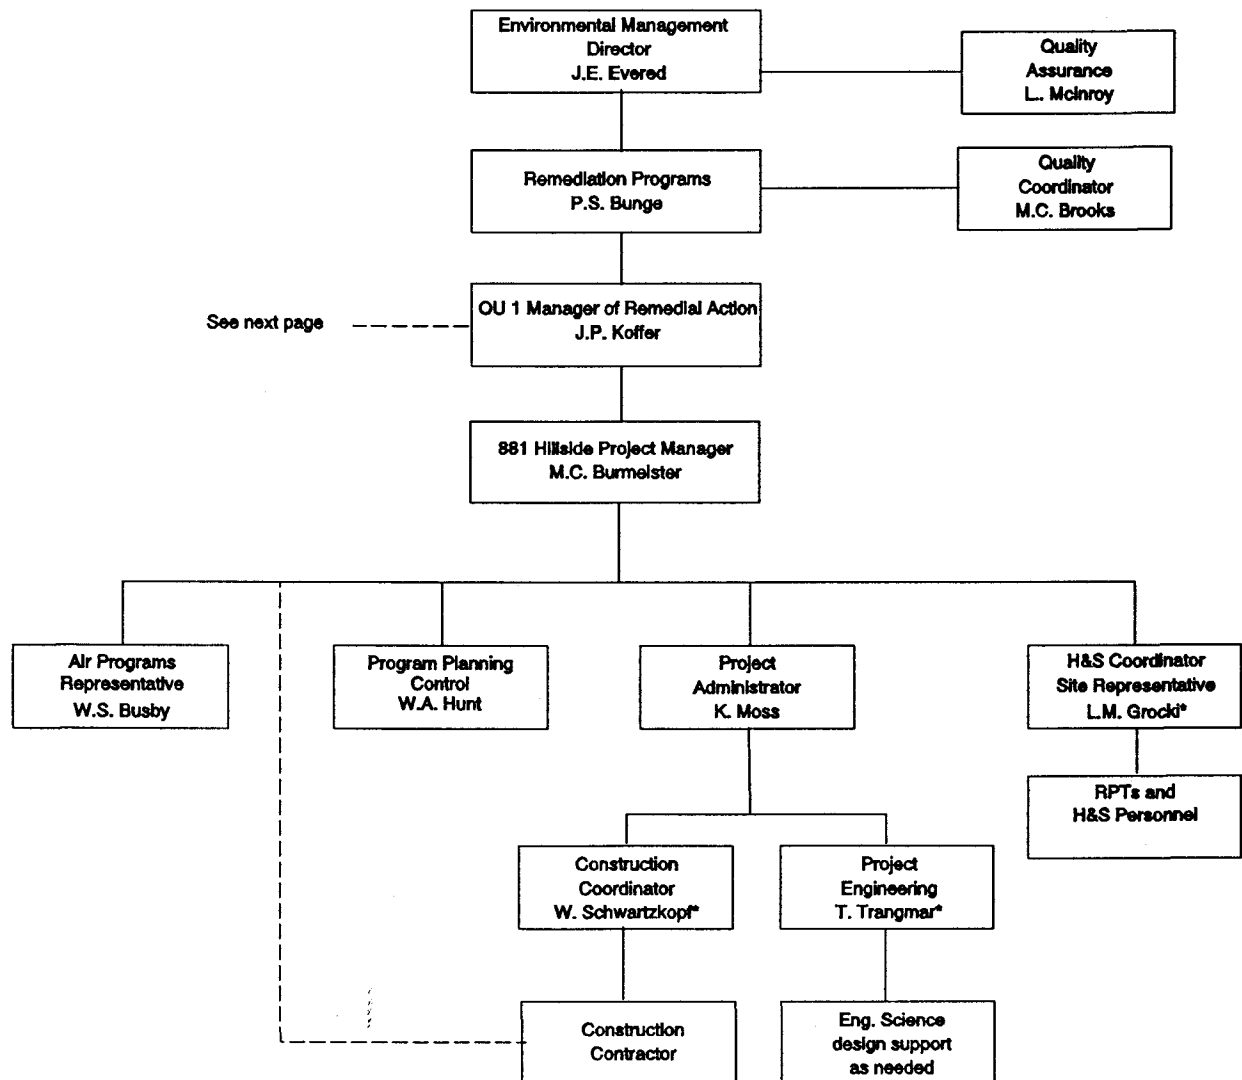 Environmental Management
Director
J.E. Evered
Quality
Assurance
L.. McInroy
Remediation Programs
P.S. Bunge
Quality
Coordinator
M.C. Brooks
See next page
OU 1 Manager of Remedial Action
J.P. Koffer
881 Hillside Project Manager
M.C. Burmeister
Air Programs
Representative
W.S. Busby
Program Planning
Control
W.A. Hunt
Project
Administrator
K. Moss
H&S Coordinator
Site Representative
L.M. Grocki*
RPTs and
H&S Personnel
Construction
Coordinator
W. Schwartzkopf*
Project
Engineering
T. Trangmar*
Construction
Contractor
Eng. Science
design support
as needed